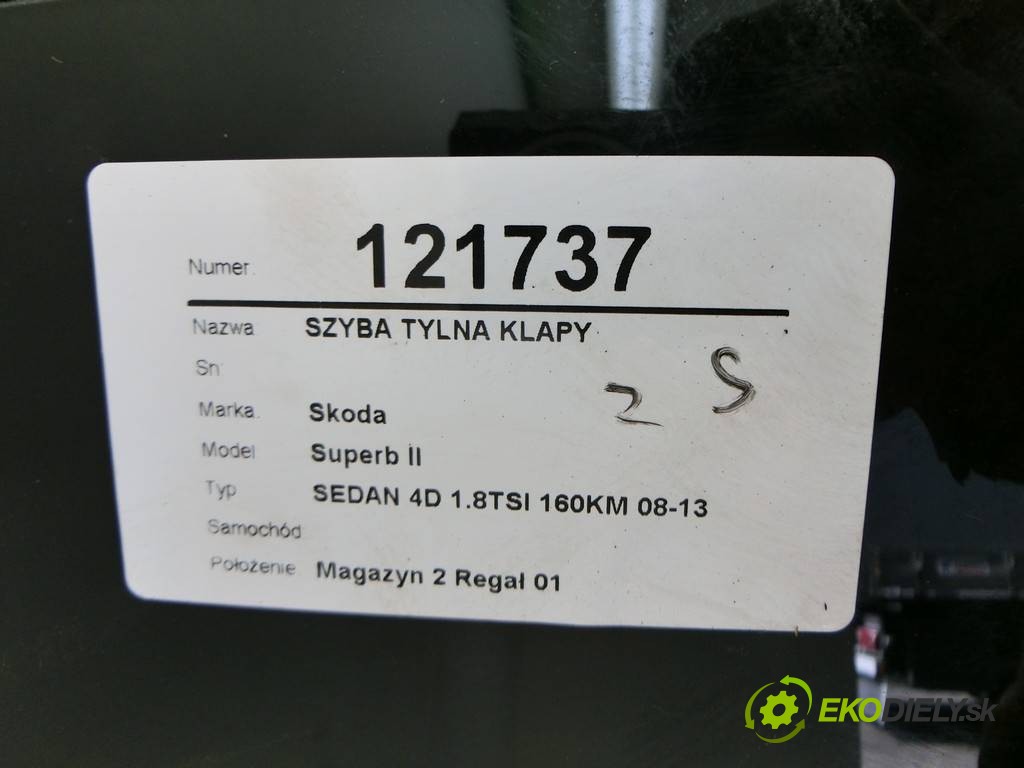 Numer 121737
Nazwa SZYBA TYLNA KLAPY
Sn
2 S
Marka Skoda
Model Superb II
Typ SEDAN 4D 1.8TSI 160KM 08-13
Samochód
Położenie Magazyn 2 Regał 01
EKODIELY.sk